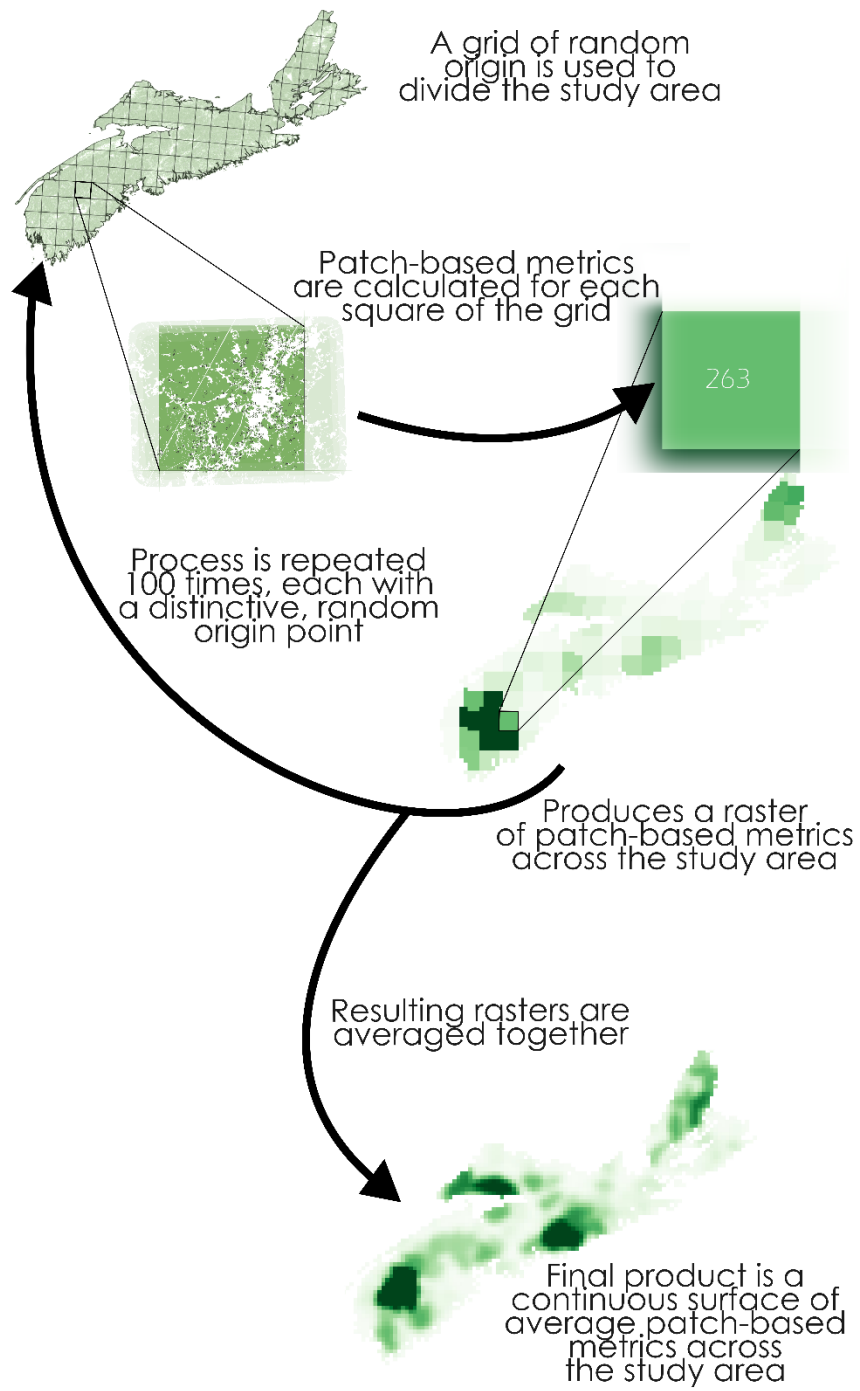 A grid of random
origin is used to
divide the study area
Patch-based metrics
are calculated for each
square of the grid
263
Process is repeated
100 times, each with
a distinctive, random
origin point
Produces a raster
of patch-based metrics
across the study area
Resulting rasters are
averaged together
Final product is a
continuous surface of
average patch-based
metrics across
the study area